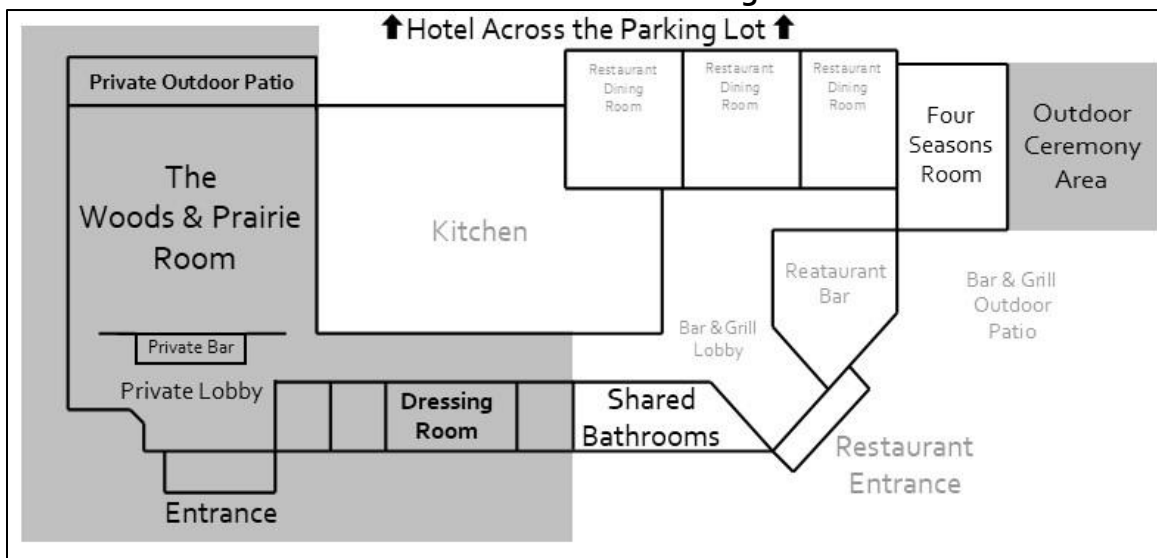 ⬆Hotel Across the Parking Lot⬆
Private Outdoor Patio
Restaurant
Dining
Room
Restaurant
Dining
Room
Restaurant
Dining
Room
Four
Seasons
Room
Outdoor
Ceremony
Area
The
Woods & Prairie
Room
Kitchen
Reataurant
Bar
Bar & Grill
Outdoor
Patio
Bar & Grill
Lobby
Private Bar
Private Lobby
Dressing
Room
Shared
Bathrooms
Restaurant
Entrance
Entrance